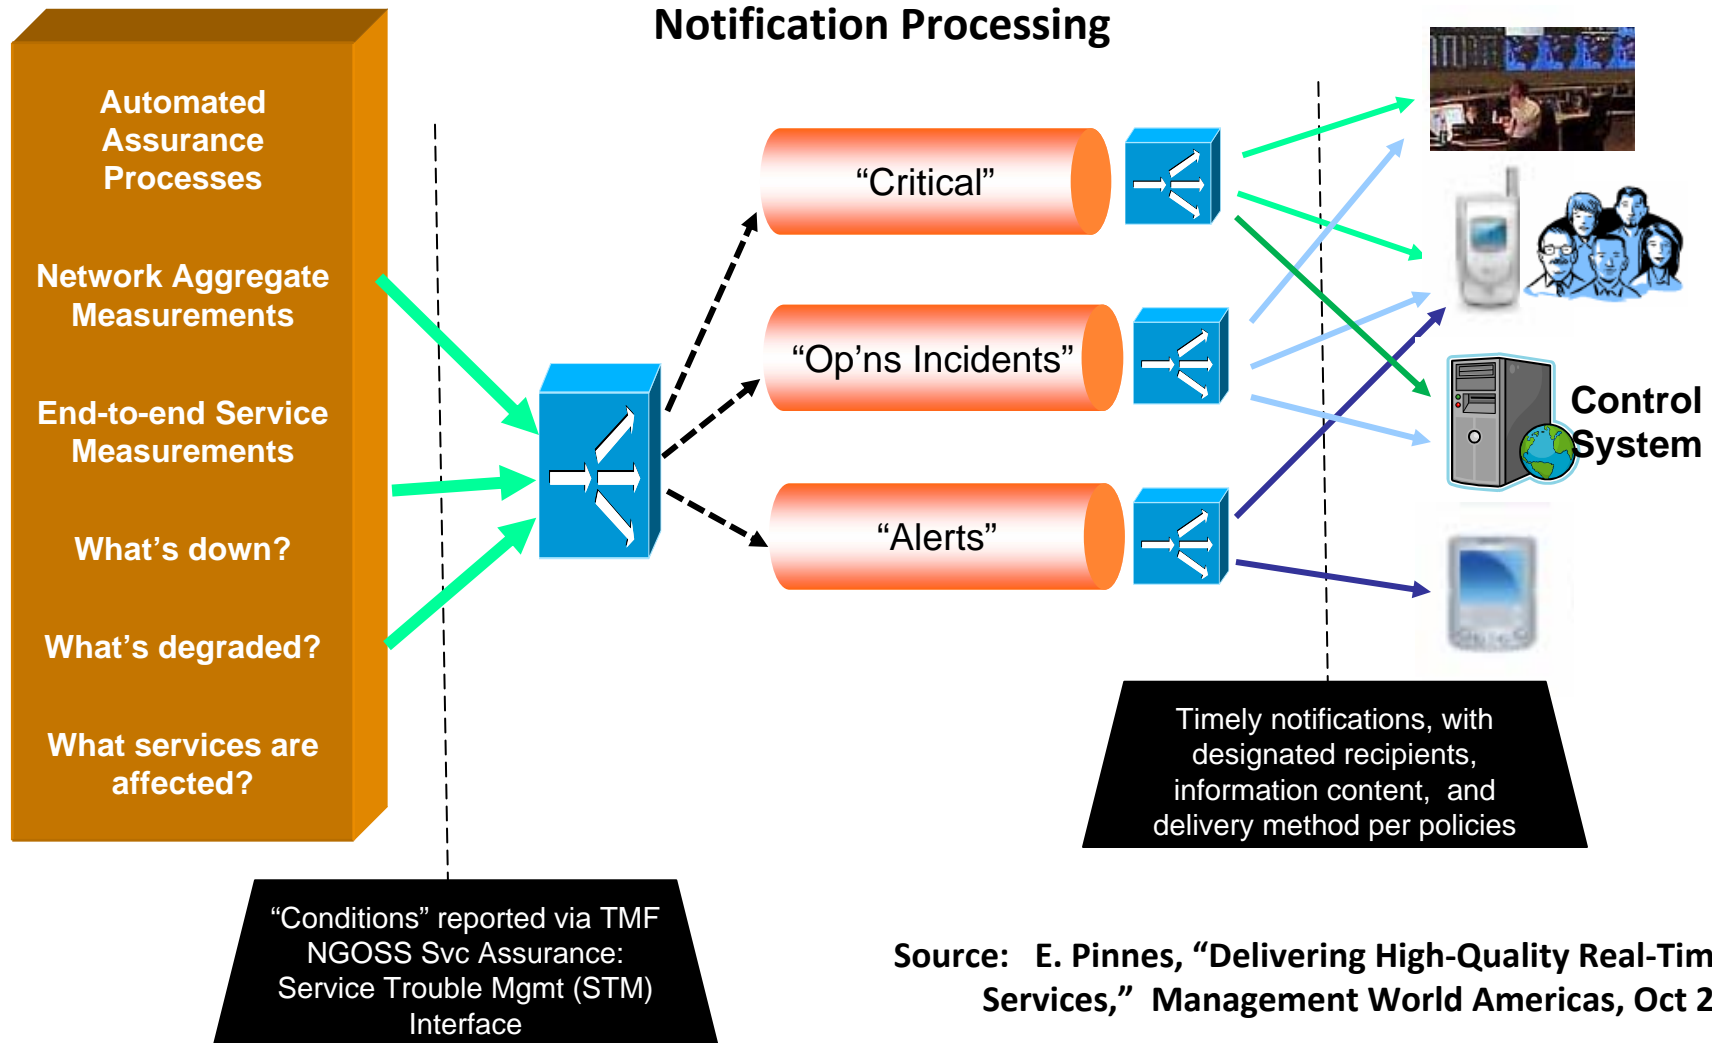 Notification Processing
Automated
Assurance
Processes
Network Aggregate
Measurements
End-to-end Service
Measurements
What’s down?
What’s degraded?
What services are
affected?
“Critical”
“Op’ns Incidents”
“Alerts”
Control
System
Timely notifications, with
designated recipients,
information content, and
delivery method per policies
“Conditions” reported via TMF
NGOSS Svc Assurance:
Service Trouble Mgmt (STM)
Interface
Source: E. Pinnes, “Delivering High-Quality Real-Tim
Services,” Management World Americas, Oct 2